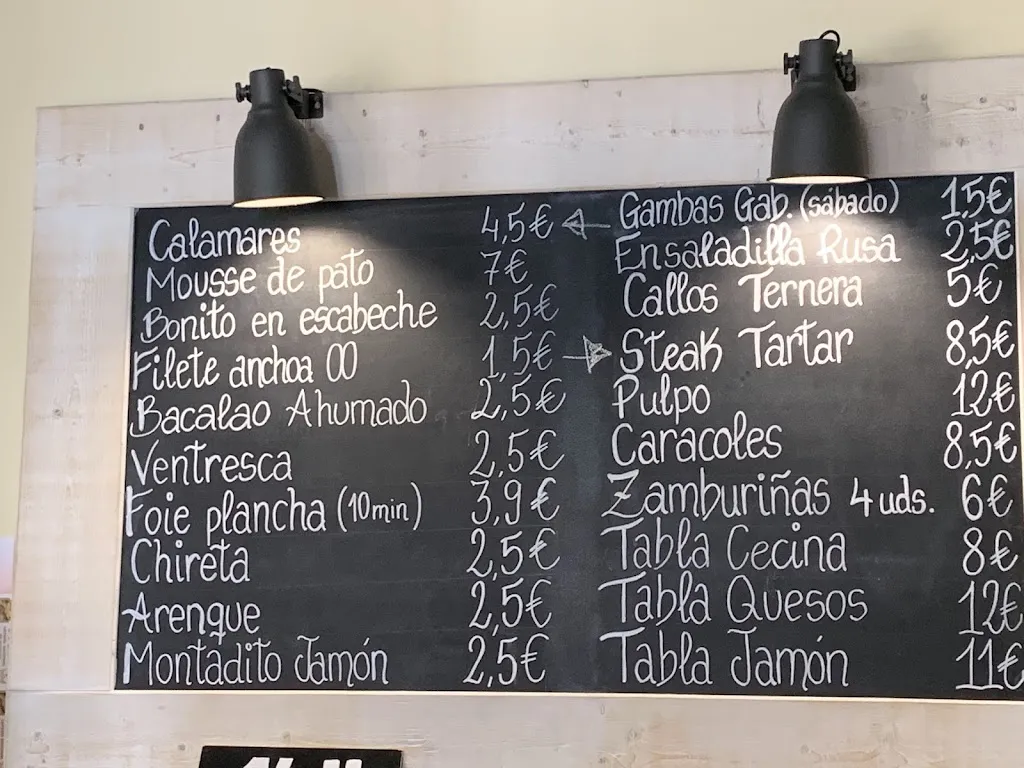 Calamares 4,5€
Mousse de pato 7€
Bonito en escabeche 2,5€
Filete anchoa 00 1,5€
Bacalao Ahumado 2,5€
Ventresca 2,5€
Foie plancha (10min) 3,9€
Chireta 2,5€
Arenque 2,5€
Montadito Jamón 2,5€
Gambas Gab. (sábado) 1,5€
Ensaladilla Rusa 2,5€
Callos Ternera 5€
Steak Tartar 8,5€
Pulpo 12€
Caracoles 8,5€
Zamburiñas 4 uds. 6€
Tabla Cecina 8€
Tabla Quesos 12€
Tabla Jamón 11€